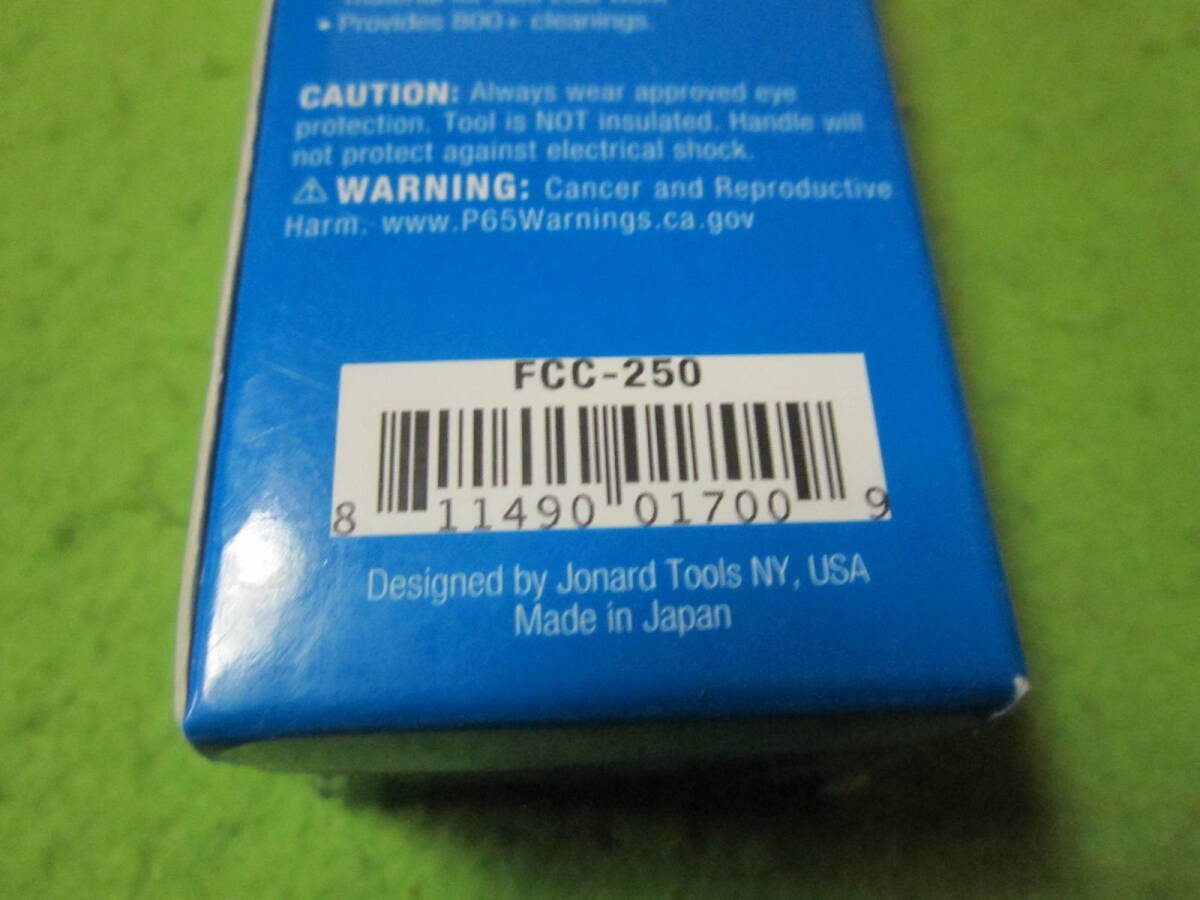 material for
• Provides 800+ cleanings.
CAUTION: Always wear approved eye
protection. Tool is NOT insulated. Handle will
not protect against electrical shock.
⚠ WARNING: Cancer and Reproductive
Harm. www.P65Warnings.ca.gov
FCC-250
8 11490 01700 9
Designed by Jonard Tools NY, USA
Made in Japan